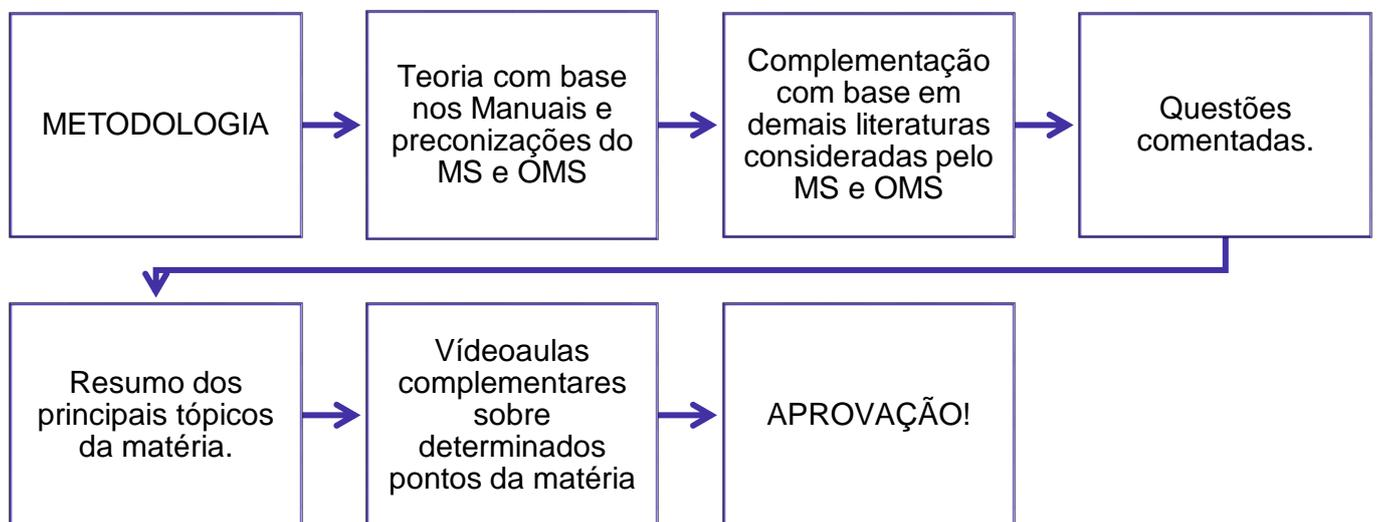 METODOLOGIA
Teoria com base
nos Manuais e
preconizações do
MS e OMS
Complementação
com base em
demais literaturas
consideradas pelo
MS e OMS
Questões
comentadas.
Resumo dos
principais tópicos
da matéria.
Vídeoaulas
complementares
sobre
determinados
pontos da matéria
APROVAÇÃO!